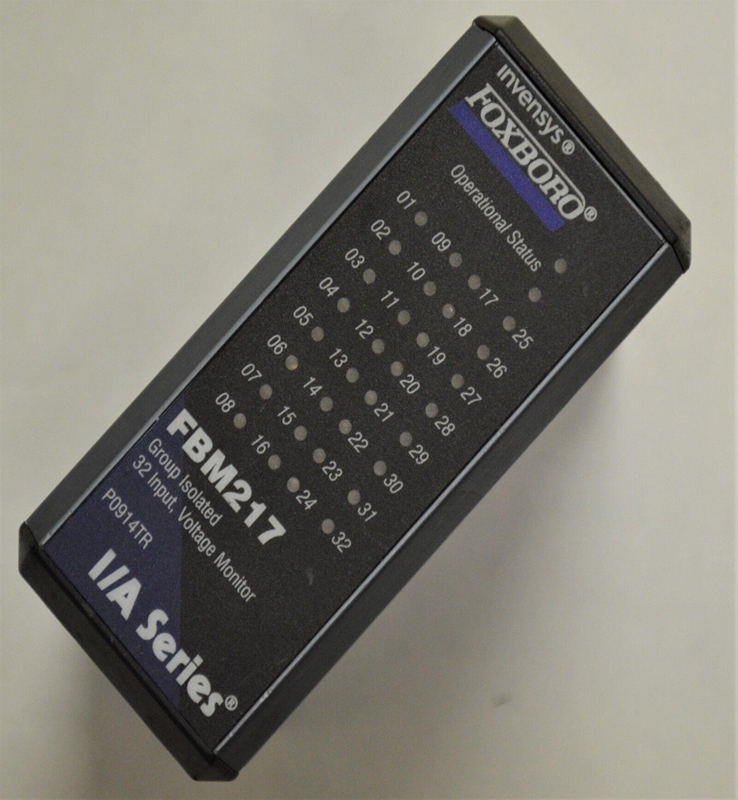 invensys®
FOXBORO®
Operational Status
01 09 17 25
02 10 18 26
03 11 19 27
04 12 20 28
05 13 21 29
06 14 22 30
07 15 23 31
08 16 24 32
FBM217
Group Isolated
32 Input, Voltage Monitor
P0914TR
I/A Series®